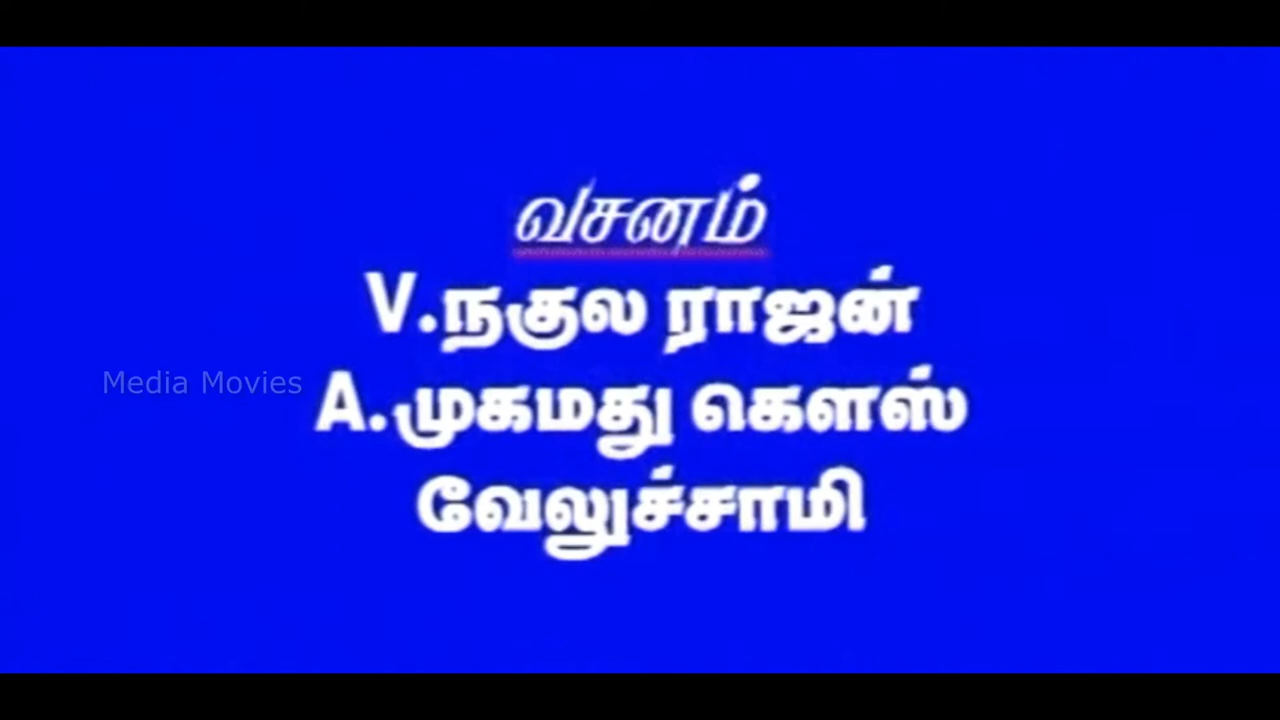 வசனம்
V.நகுல ராஜன்
Media Movies
A.முகமது கௌஸ்
வேலுச்சாமி